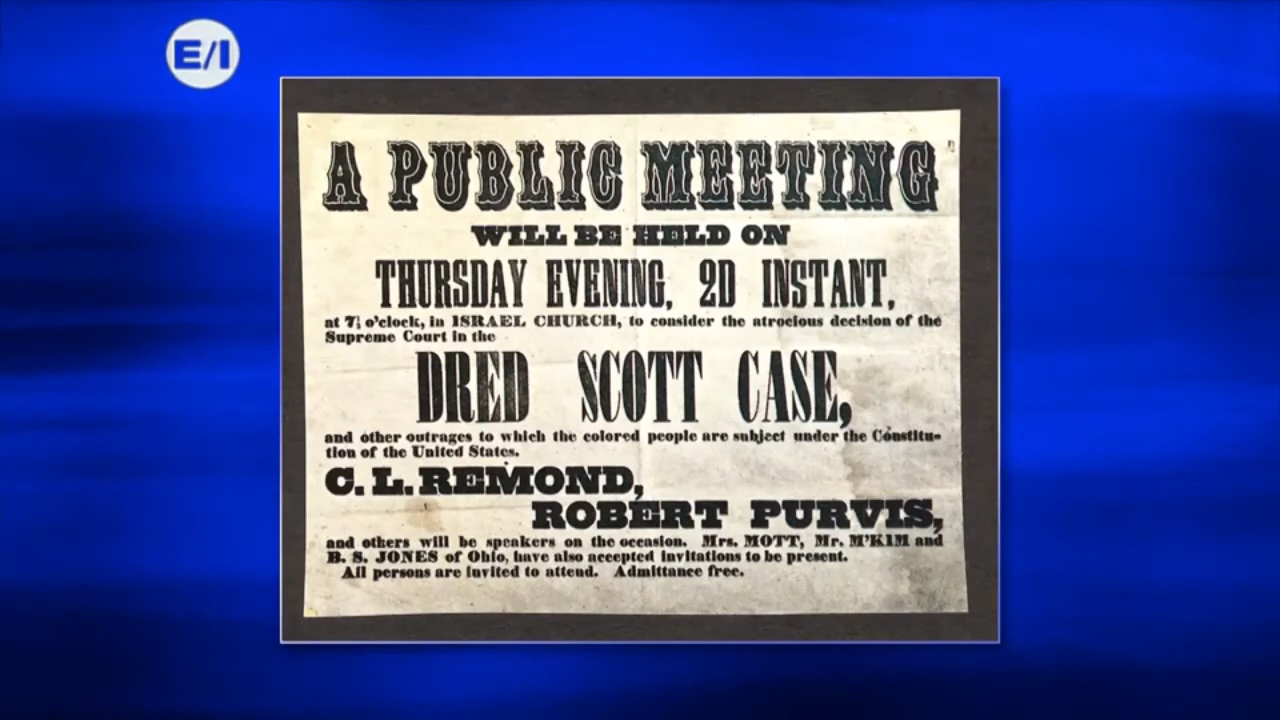 E/I
A PUBLIC MEETING
WILL BE HELD ON
THURSDAY EVENING, 2D INSTANT,
at 7½ o'clock, in ISRAEL CHURCH, to consider the atrocious decision of the
Supreme Court in the
DRED SCOTT CASE,
and other outrages to which the colored people are subject under the Constitu-
tion of the United States.
C. L. REMOND,
ROBERT PURVIS,
and others will be speakers on the occasion. Mrs. MOTT, Mr. M'KIM and
B. S. JONES of Ohio, have also accepted invitations to be present.
All persons are invited to attend. Admittance free.